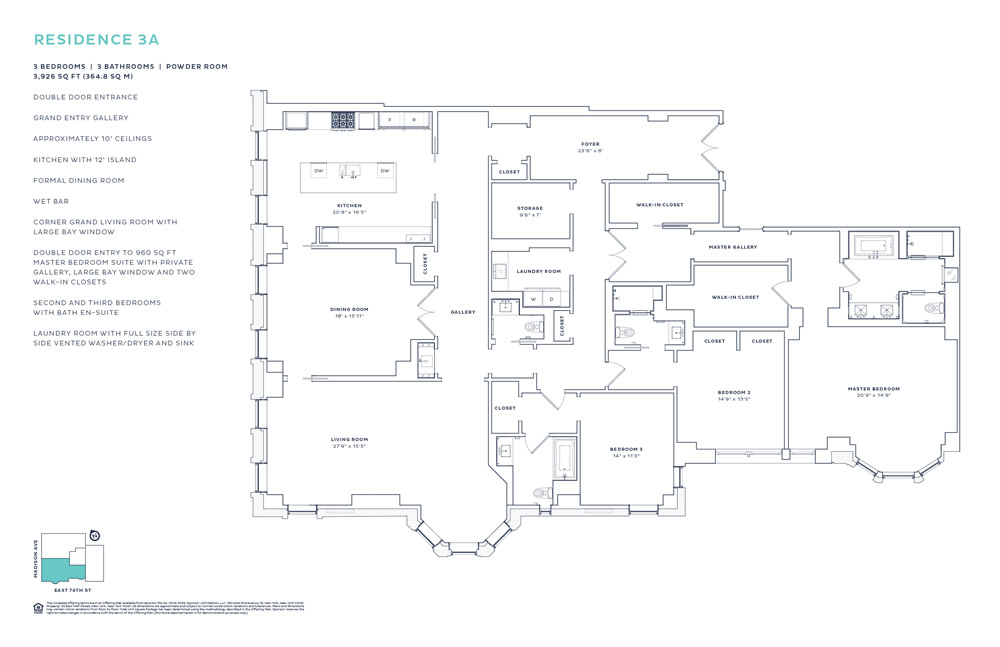 RESIDENCE 3A
3 BEDROOMS | 3 BATHROOMS | POWDER ROOM
3,926 SQ FT (364.8 SQ M)
DOUBLE DOOR ENTRANCE
GRAND ENTRY GALLERY
APPROXIMATELY 10' CEILINGS
KITCHEN WITH 12' ISLAND
FORMAL DINING ROOM
WET BAR
CORNER GRAND LIVING ROOM WITH
LARGE BAY WINDOW
DOUBLE DOOR ENTRY TO 960 SQ FT
MASTER BEDROOM SUITE WITH PRIVATE
GALLERY, LARGE BAY WINDOW AND TWO
WALK-IN CLOSETS
SECOND AND THIRD BEDROOMS
WITH BATH EN-SUITE
LAUNDRY ROOM WITH FULL SIZE SIDE BY
SIDE VENTED WASHER/DRYER AND SINK
F R
FOYER
23'8" x 8'
DW
DW
CLOSET
KITCHEN
20'8" x 16'5"
STORAGE
9'8" x 7'
WALK-IN CLOSET
MASTER GALLERY
CLOSET
LAUNDRY ROOM
W D
WALK-IN CLOSET
DINING ROOM
18' x 15'11"
GALLERY
CLOSET
CLOSET
CLOSET
BEDROOM 2
14'9" x 13'5"
MASTER BEDROOM
20'9" x 14'9"
CLOSET
LIVING ROOM
27'9" x 15'5"
BEDROOM 3
14' x 11'3"
MADISON AVE
N
EAST 74TH ST